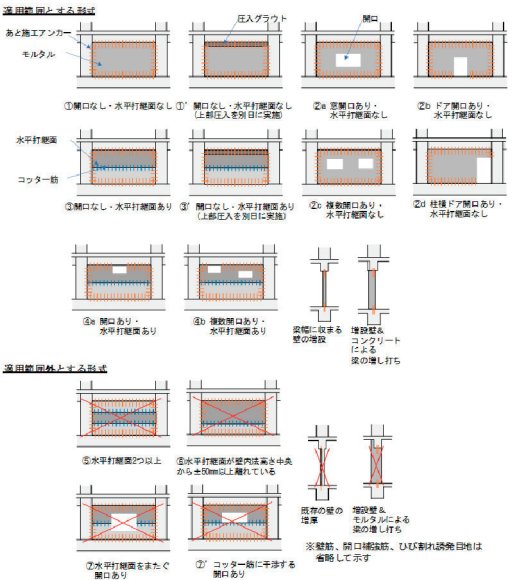 適用範囲とする形式
あと施工アンカー
モルタル
圧入グラウト
開口
①開口なし・水平打継面なし
①’ 開口なし・水平打継面なし
（上部圧入を別日に実施）
②a 窓開口あり・
水平打継面なし
②b ドア開口あり・
水平打継面なし
水平打継面
コッター筋
③開口なし・水平打継面あり
③’ 開口なし・水平打継面あり
（上部圧入を別日に実施）
②c 複数開口あり・
水平打継面なし
②d 柱横ドア開口あり・
水平打継面なし
④a 開口あり・
水平打継面あり
④b 複数開口あり・
水平打継面あり
梁幅に収まる
壁の増設
増設壁＆
コンクリート
による
梁の増し打ち
適用範囲外とする形式
⑤水平打継面2つ以上
⑥水平打継面が壁内法高さ中央
から±50mm以上離れている
既存の壁の
増厚
増設壁＆
モルタルによる
梁の増し打ち
⑦水平打継面をまたぐ
開口あり
⑦’ コッター筋に干渉する
開口あり
※壁筋、開口補強筋、ひび割れ誘発目地は
省略して示す